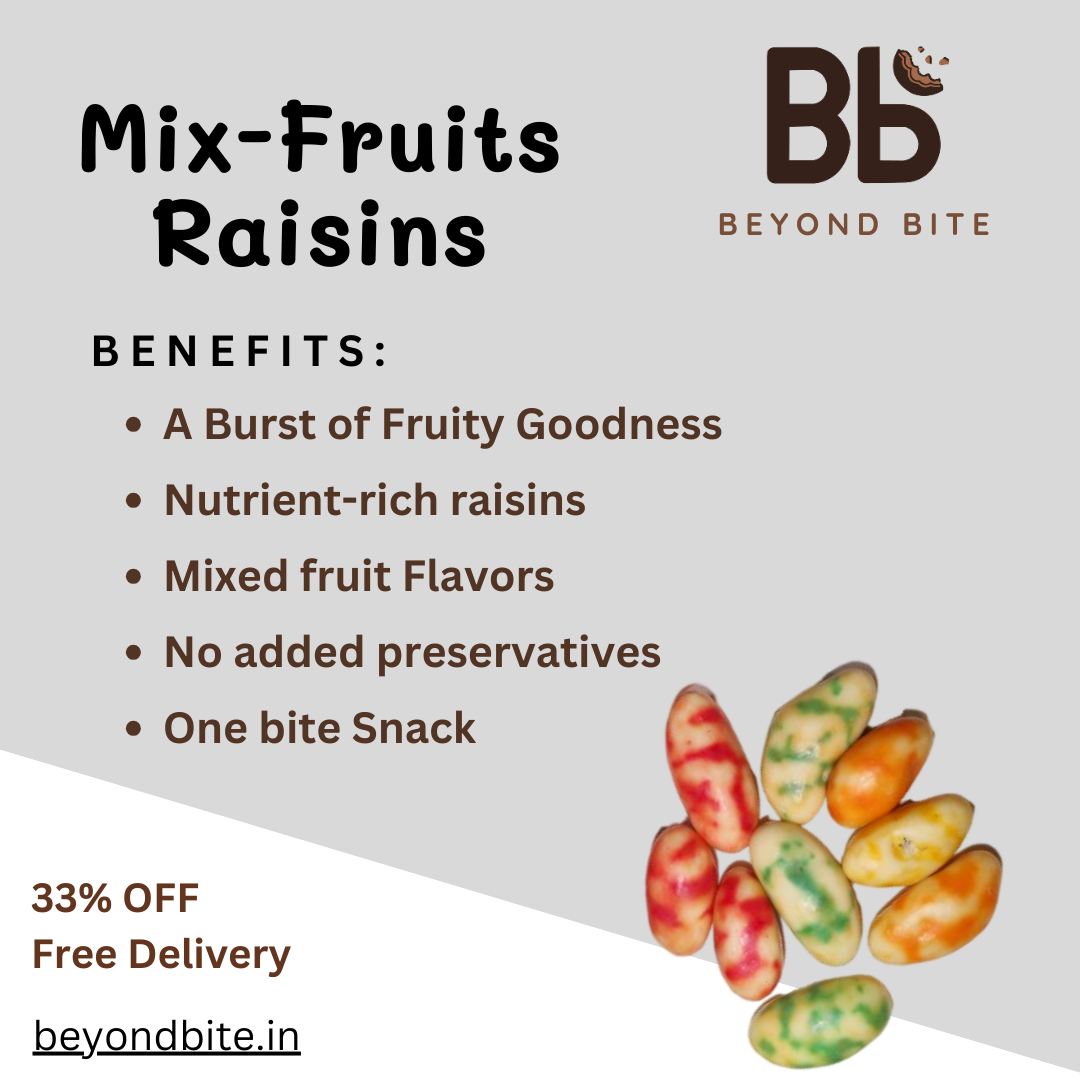 Mix-Fruits
Raisins
Bb
BEYOND BITE
BENEFITS:
• A Burst of Fruity Goodness
• Nutrient-rich raisins
• Mixed fruit Flavors
• No added preservatives
• One bite Snack
33% OFF
Free Delivery
beyondbite.in